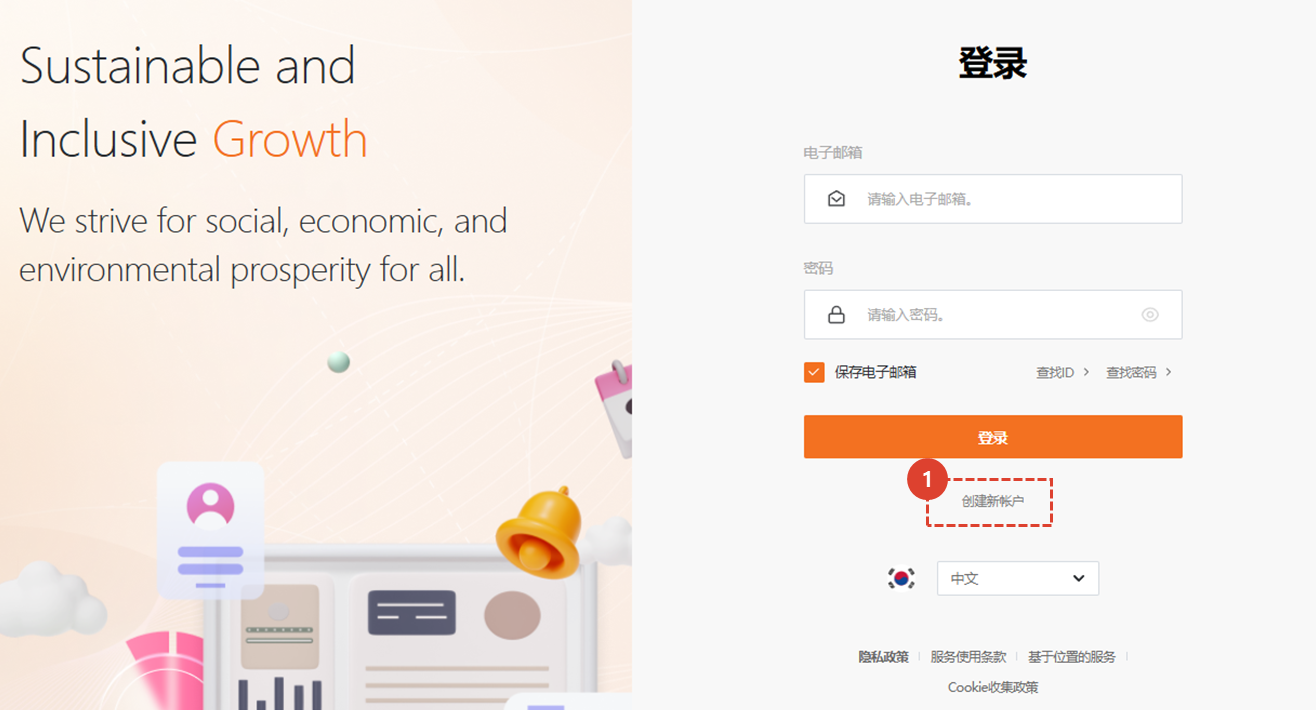 Sustainable and
Inclusive Growth
We strive for social, economic, and
environmental prosperity for all.
登录
电子邮箱
请输入电子邮箱。
密码
请输入密码。
保存电子邮箱
查找ID
查找密码
登录
1
创建新帐户
中文
隐私政策
服务使用条款
基于位置的服务
Cookie收集政策